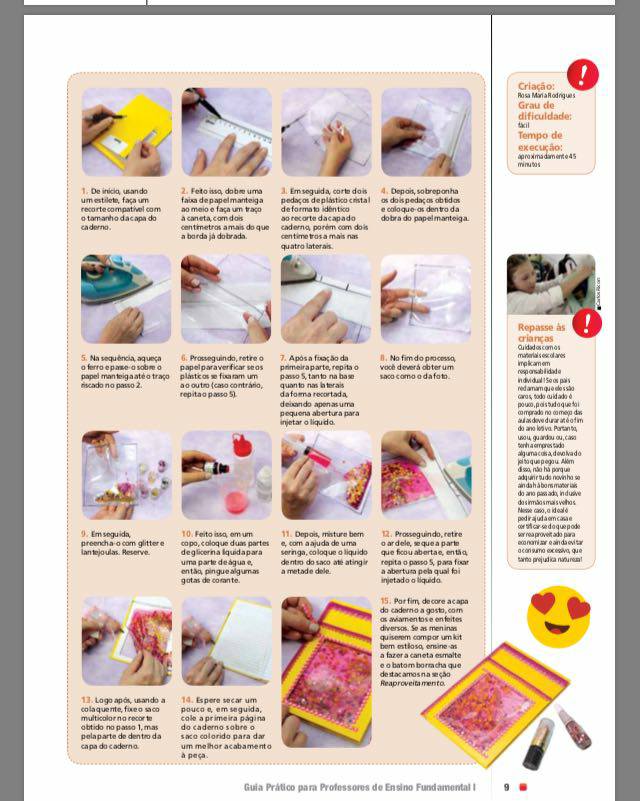 1. De início, usando
um estilete, faça um
recorte compatível com
o tamanho da capa do
caderno.
2. Feito isso, dobre uma
faixa de papel manteiga
ao meio e faça um traço
à caneta, com dois
centímetros a mais do que
a borda já dobrada.
3. Em seguida, corte dois
pedaços de plástico cristal
de formato idêntico
ao recorte da capa do
caderno, porém com dois
centímetros a mais nas
quatro laterais.
4. Depois, sobreponha
os dois pedaços obtidos
e coloque-os dentro da
dobra do papel manteiga.
5. Na sequência, aqueça
o ferro e passe-o sobre o
papel manteiga até o traço
riscado no passo 2.
6. Prosseguindo, retire o
papel para verificar se os
plásticos se fixaram um
ao outro (caso contrário,
repita o passo 5).
7. Após a fixação da
primeira parte, repita o
passo 5, tanto na base
quanto nas laterais
da forma recortada,
deixando apenas uma
pequena abertura para
injetar o líquido.
8. No fim do processo,
você deverá obter um
saco como o da foto.
9. Em seguida,
preencha-o com glitter e
lantejoulas. Reserve.
10. Feito isso, em um
copo, coloque duas partes
de glicerina líquida para
uma parte de água e,
então, pingue algumas
gotas de corante.
11. Depois, misture bem
e, com a ajuda de uma
seringa, coloque o líquido
dentro do saco até atingir
a metade dele.
12. Prosseguindo, retire
o ar dele, seque a parte
que ficou aberta e, então,
repita o passo 5, para fixar
a abertura pela qual foi
injetado o líquido.
13. Logo após, usando a
cola quente, fixe o saco
multicolor no recorte
obtido no passo 1, mas
pela parte de dentro da
capa do caderno.
14. Espere secar um
pouco e, em seguida,
cole a primeira página
do caderno sobre o
saco colorido para dar
um melhor acabamento
à peça.
15. Por fim, decore a capa
do caderno a gosto, com
os aviamentos e enfeites
diversos. Se as meninas
quiserem compor um kit
bem estiloso, ensine-as
a fazer a caneta esmalte
e o batom borracha que
destacamos na seção
Reaproveitamento.
Criação:
Rosa Maria Rodrigues
Grau de
dificuldade:
fácil
Tempo de
execução:
aproximadamente 45
minutos
!
!
Repasse às
crianças
Cuidados com os
materiais escolares
implicam em
responsabilidade
individual! Se os pais
reclamam que eles são
caros, todo cuidado é
pouco, pois tudo que foi
comprado no começo das
aulas deve durar até o fim
do ano letivo. Portanto,
usou, guardou ou, caso
tenha emprestado
alguma coisa, devolva do
jeito que pegou. Além
disso, não há porque
adquirir tudo novinho se
ainda há bons materiais
do ano passado, inclusive
dos irmãos mais velhos.
Nesse caso, o ideal é
pedir ajuda em casa e
certificar-se do que pode
ser reaproveitado para
economizar e ainda evitar
o consumo excessivo, que
tanto prejudica natureza!
Guia Prático para Professores de Ensino Fundamental I
9